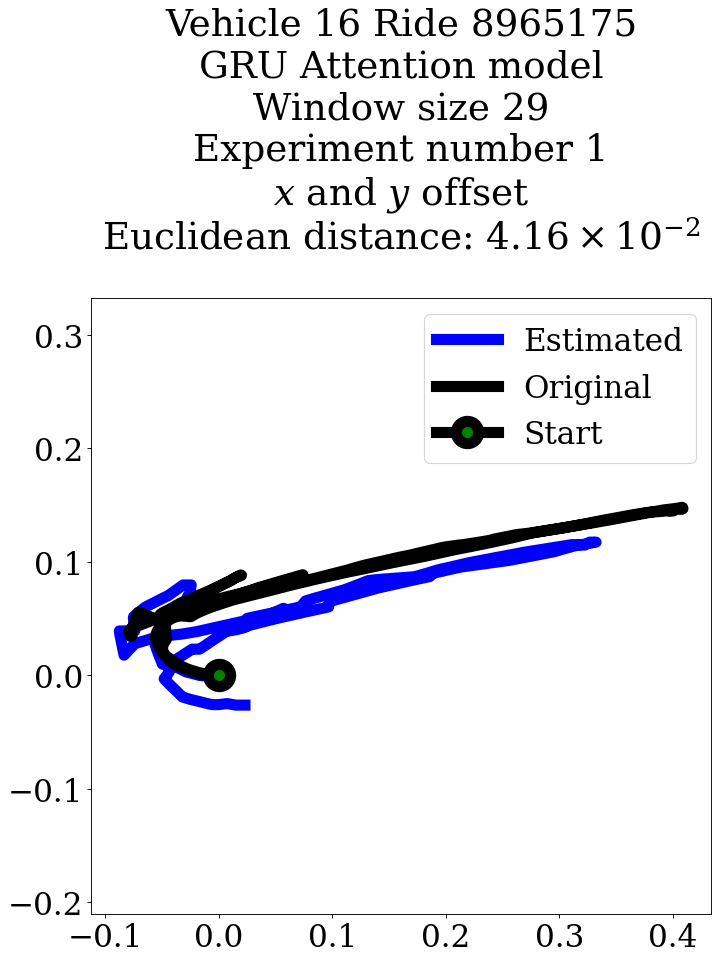 Vehicle 16 Ride 8965175
GRU Attention model
Window size 29
Experiment number 1
x and y offset
Euclidean distance: 4.16 × 10⁻²
Estimated
Original
Start
0.3
0.2
0.1
0.0
−0.1
−0.2
−0.1 0.0 0.1 0.2 0.3 0.4